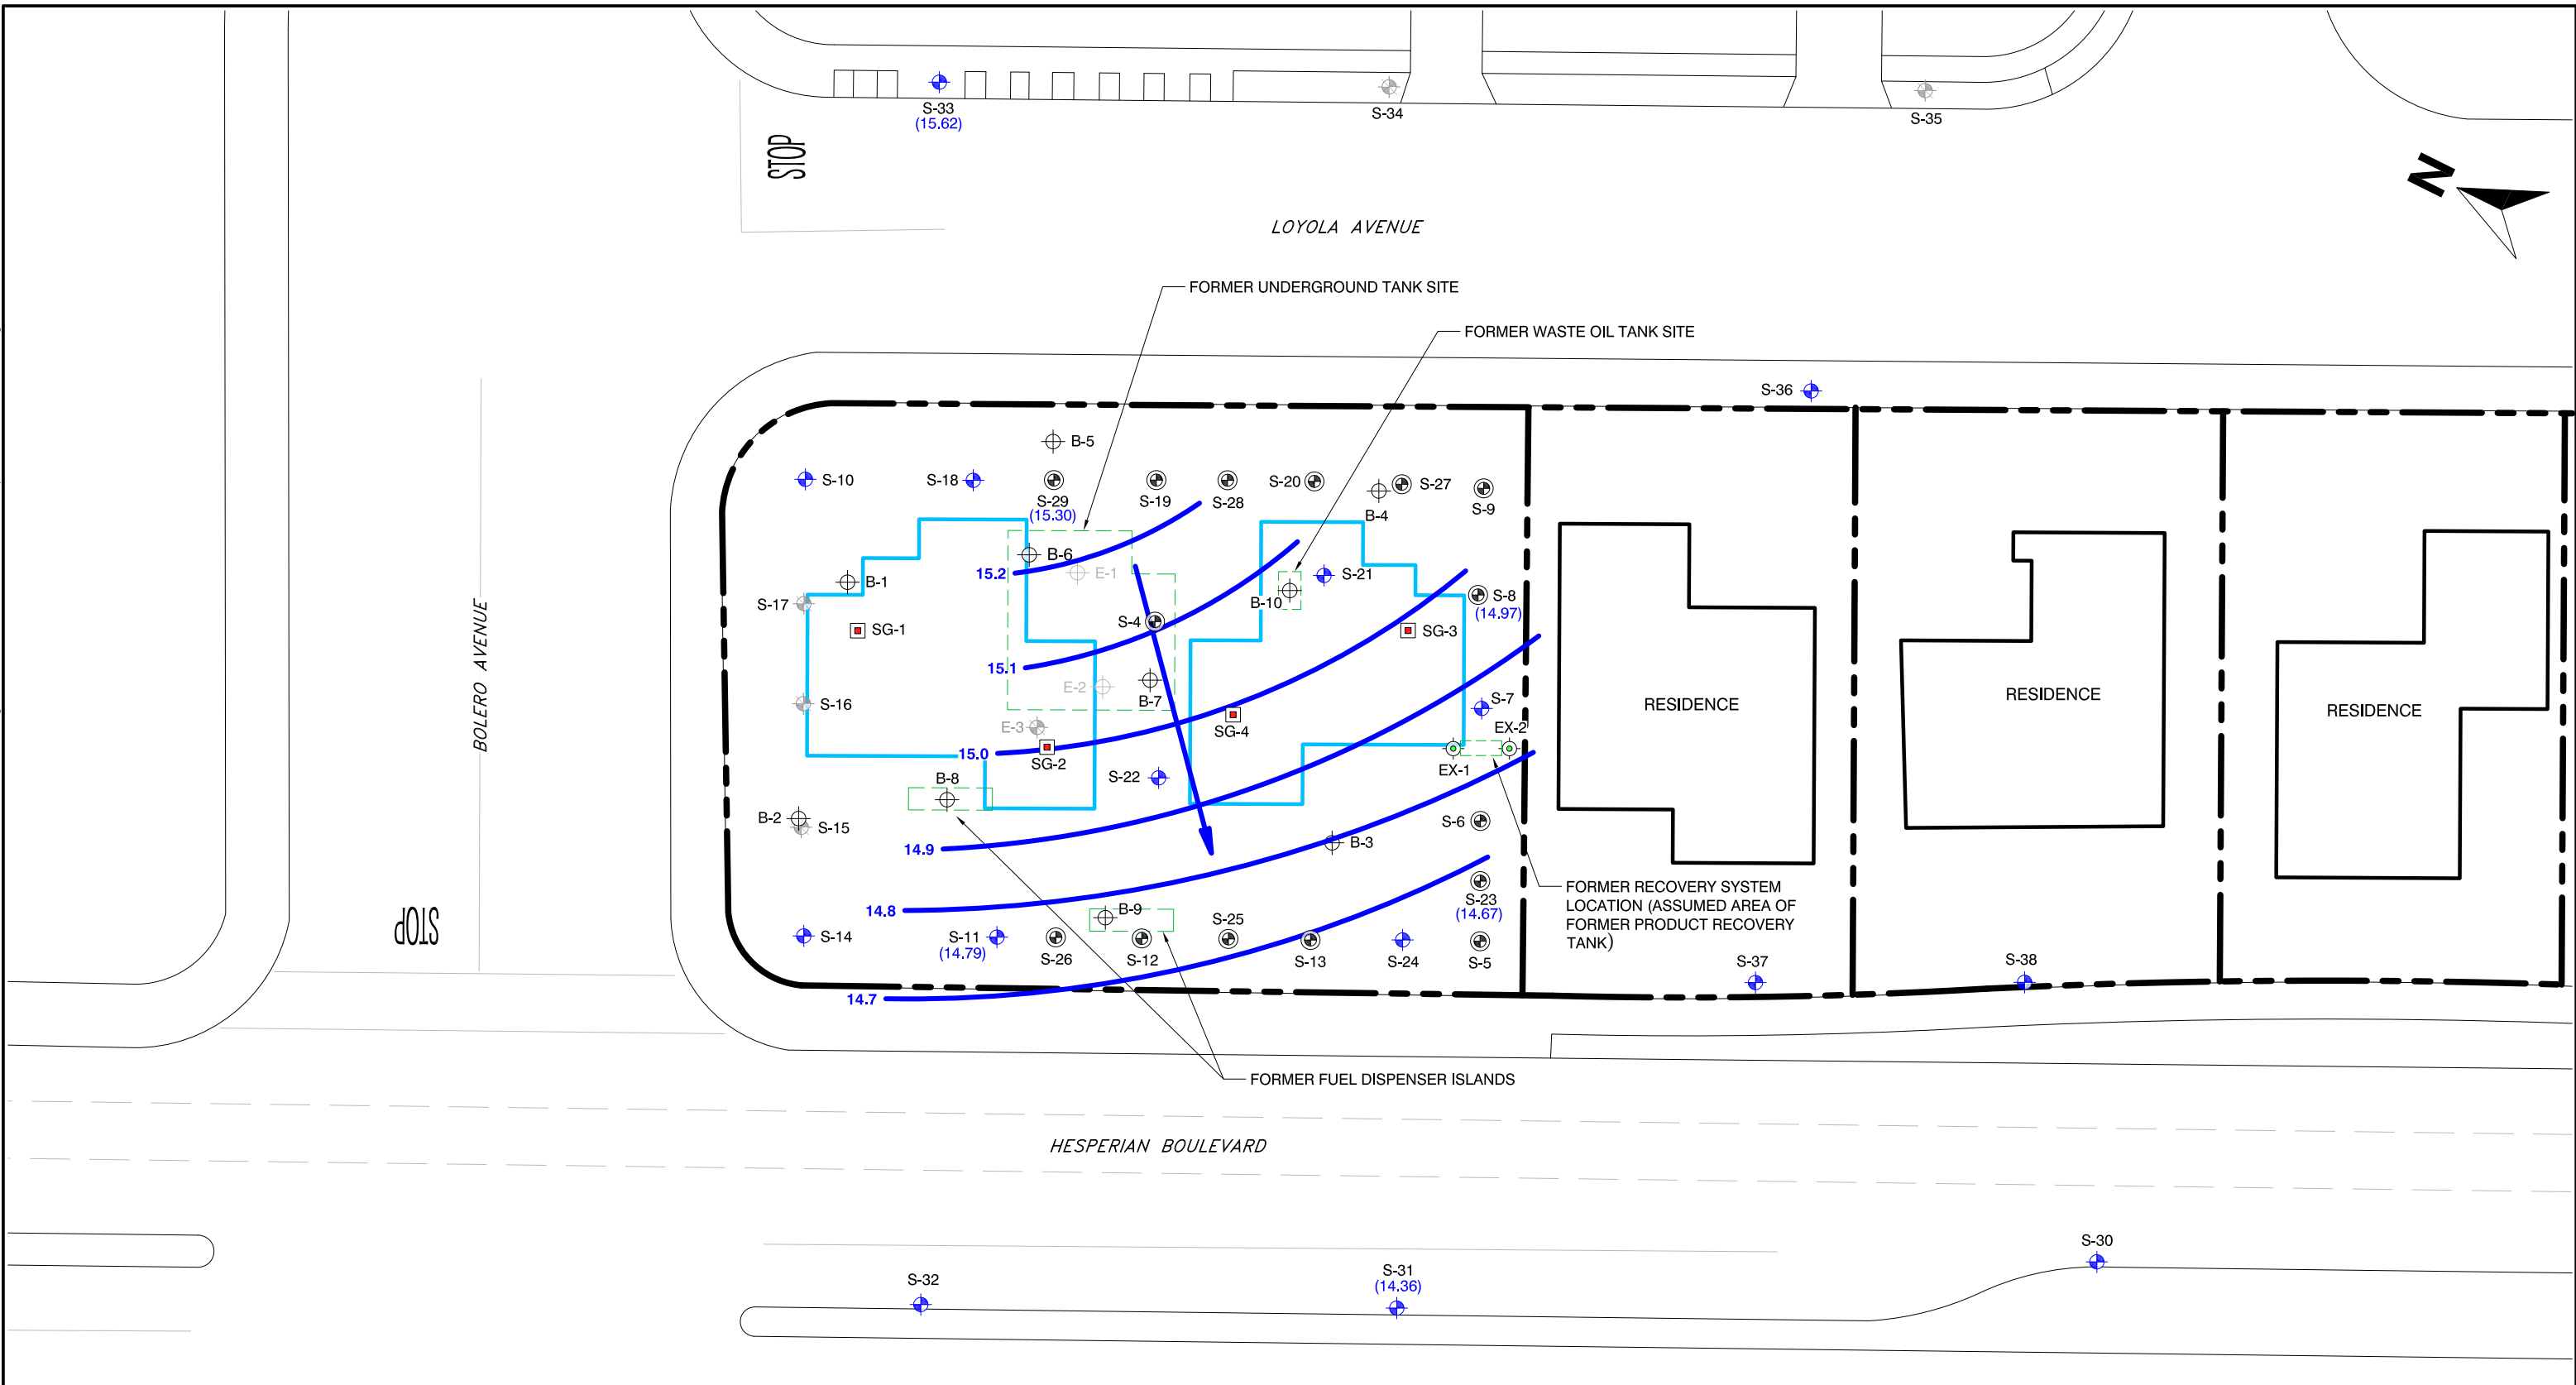 S-33
(15.62)
S-34
S-35
STOP
N
LOYOLA AVENUE
FORMER UNDERGROUND TANK SITE
FORMER WASTE OIL TANK SITE
S-36
B-5
S-10
S-18
S-29
(15.30)
S-19
S-28
S-20
S-27
B-4
S-9
B-6
15.2
E-1
B-1
S-21
B-10
S-8
(14.97)
S-17
SG-1
S-4
SG-3
15.1
E-2
B-7
S-16
S-7
SG-4
EX-2
E-3
15.0
SG-2
EX-1
S-22
B-8
B-2
S-15
S-6
B-3
14.9
BOLERO AVENUE
RESIDENCE
RESIDENCE
RESIDENCE
FORMER RECOVERY SYSTEM
LOCATION (ASSUMED AREA OF
FORMER PRODUCT RECOVERY
TANK)
S-23
(14.67)
14.8
B-9
S-25
STOP
S-14
S-11
(14.79)
S-26
S-12
S-13
S-24
S-5
S-37
S-38
14.7
FORMER FUEL DISPENSER ISLANDS
HESPERIAN BOULEVARD
S-30
S-32
S-31
(14.36)